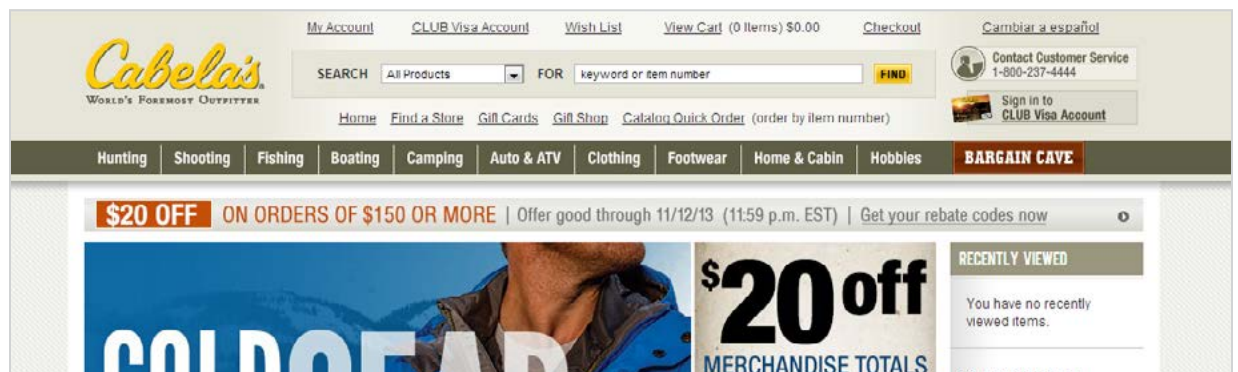 My Account CLUB Visa Account Wish List View Cart (0 Items) $0.00 Checkout Cambiar a español
Cabela's
WORLD'S FOREMOST OUTFITTER
SEARCH All Products FOR keyword or item number FIND
Contact Customer Service
1-800-237-4444
Home Find a Store Gift Cards Gift Shop Catalog Quick Order (order by item number)
Sign in to
CLUB Visa Account
Hunting Shooting Fishing Boating Camping Auto & ATV Clothing Footwear Home & Cabin Hobbies BARGAIN CAVE
$20 OFF ON ORDERS OF $150 OR MORE | Offer good through 11/12/13 (11:59 p.m. EST) | Get your rebate codes now
COLDGEAR
$20 off
MERCHANDISE TOTALS
RECENTLY VIEWED
You have no recently
viewed items.